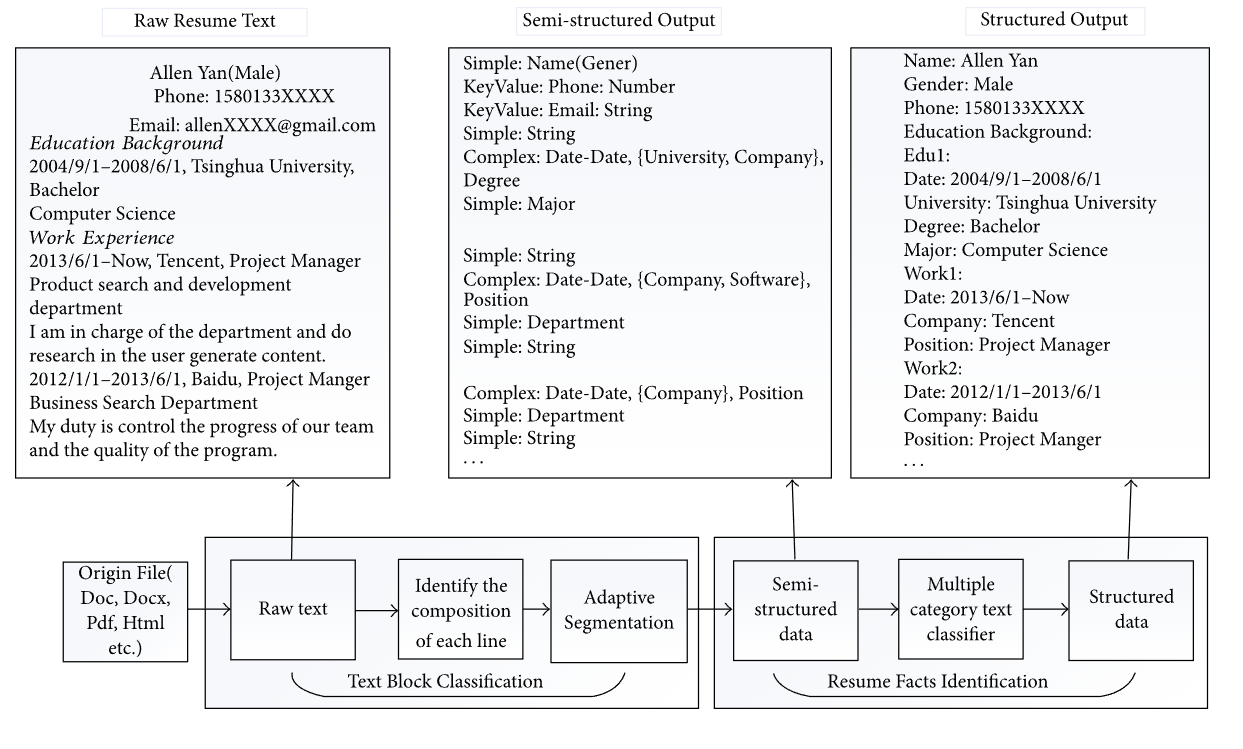 Raw Resume Text
Allen Yan(Male)
Phone: 1580133XXXX
Email: allenXXXX@gmail.com
Education Background
2004/9/1–2008/6/1, Tsinghua University,
Bachelor
Computer Science
Work Experience
2013/6/1–Now, Tencent, Project Manager
Product search and development
department
I am in charge of the department and do
research in the user generate content.
2012/1/1–2013/6/1, Baidu, Project Manger
Business Search Department
My duty is control the progress of our team
and the quality of the program.
Semi-structured Output
Simple: Name(Gener)
KeyValue: Phone: Number
KeyValue: Email: String
Simple: String
Complex: Date-Date, {University, Company},
Degree
Simple: Major
Simple: String
Complex: Date-Date, {Company, Software},
Position
Simple: Department
Simple: String
Complex: Date-Date, {Company}, Position
Simple: Department
Simple: String
. . .
Structured Output
Name: Allen Yan
Gender: Male
Phone: 1580133XXXX
Education Background:
Edu1:
Date: 2004/9/1–2008/6/1
University: Tsinghua University
Degree: Bachelor
Major: Computer Science
Work1:
Date: 2013/6/1–Now
Company: Tencent
Position: Project Manager
Work2:
Date: 2012/1/1–2013/6/1
Company: Baidu
Position: Project Manger
. . .
Origin File(
Doc, Docx,
Pdf, Html
etc.)
Raw text
Identify the
composition
of each line
Adaptive
Segmentation
Text Block Classification
Semi-
structured
data
Multiple
category text
classifier
Structured
data
Resume Facts Identification